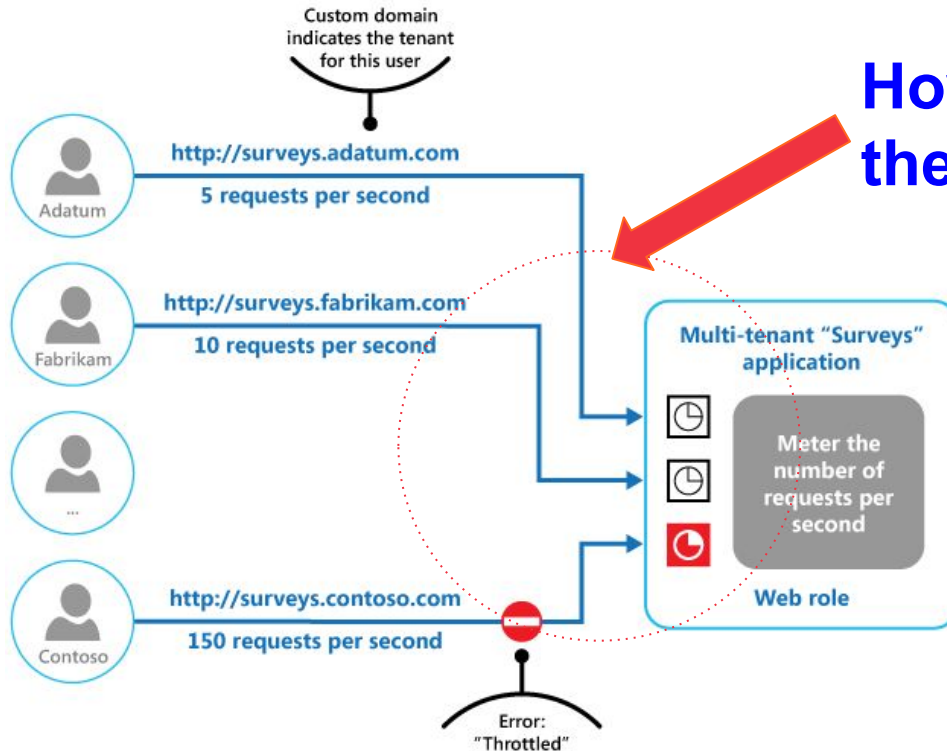 Custom domain
indicates the tenant
for this user
the
http://surveys.adatum.com
5 requests per second
Adatum
http://surveys.fabrikam.com
10 requests per second
Fabrikam
...
http://surveys.contoso.com
150 requests per second
Contoso
Error:
"Throttled"
Multi-tenant “Surveys”
application
Meter the
number of
requests per
second
Web role